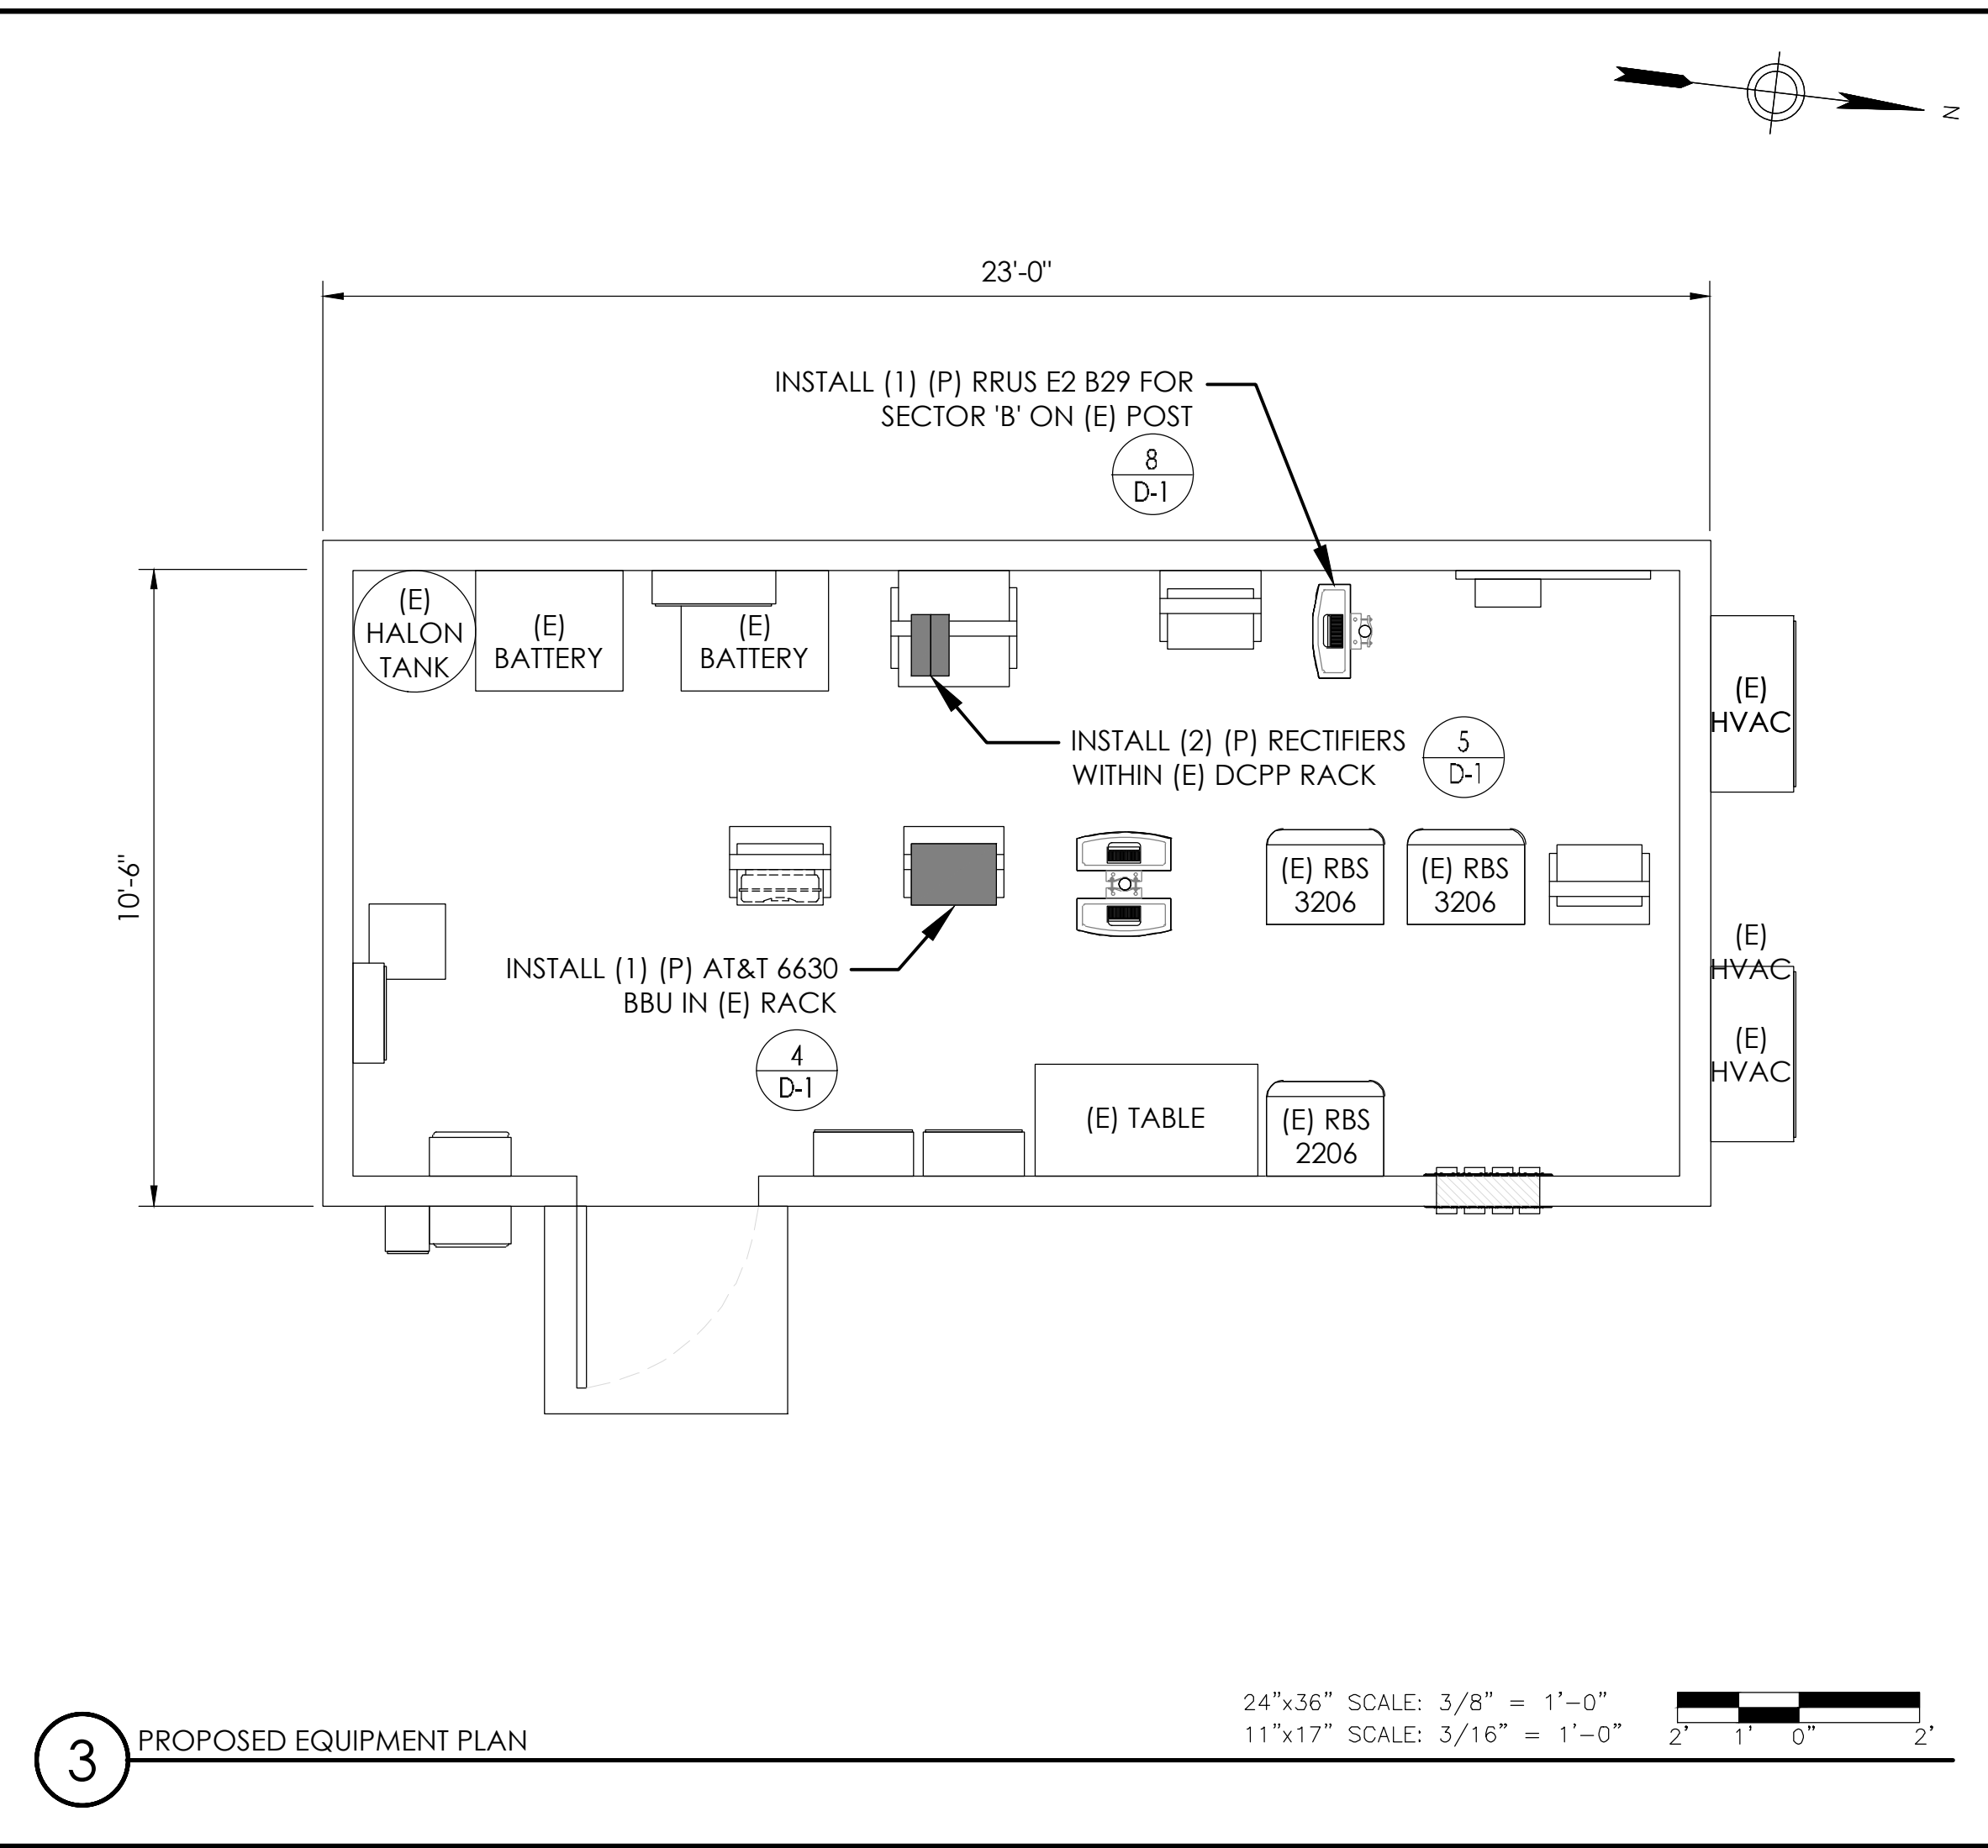 N
23'-0"
INSTALL (1) (P) RRUS E2 B29 FOR
SECTOR 'B' ON (E) POST
8
D-1
(E)
HALON
TANK
(E)
BATTERY
(E)
BATTERY
(E)
HVAC
INSTALL (2) (P) RECTIFIERS
WITHIN (E) DCPP RACK
5
D-1
10'-6"
(E) RBS
3206
(E) RBS
3206
(E)
HVAC
INSTALL (1) (P) AT&T 6630
BBU IN (E) RACK
4
D-1
(E)
HVAC
(E) TABLE
(E) RBS
2206
3
PROPOSED EQUIPMENT PLAN
24"x36" SCALE: 3/8" = 1'-0"
11"x17" SCALE: 3/16" = 1'-0"
2' 1' 0" 2'